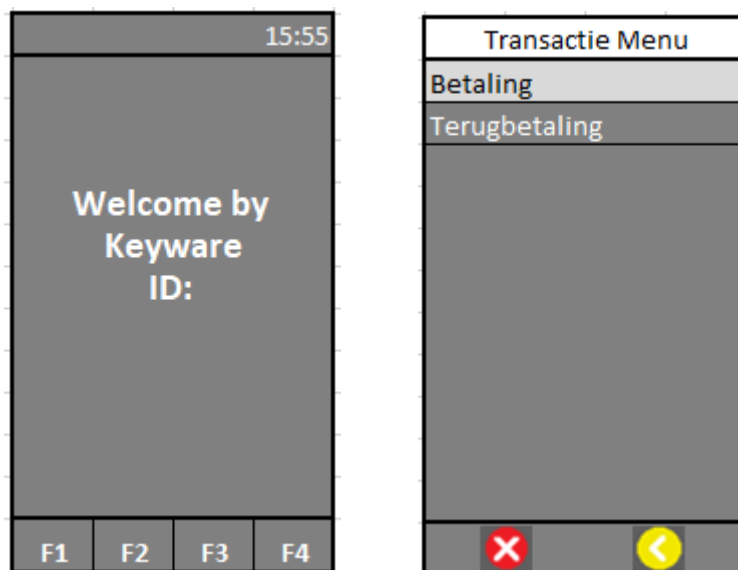 15:55
Welcome by
Keyware
ID:
F1 F2 F3 F4
Transactie Menu
Betaling
Terugbetaling